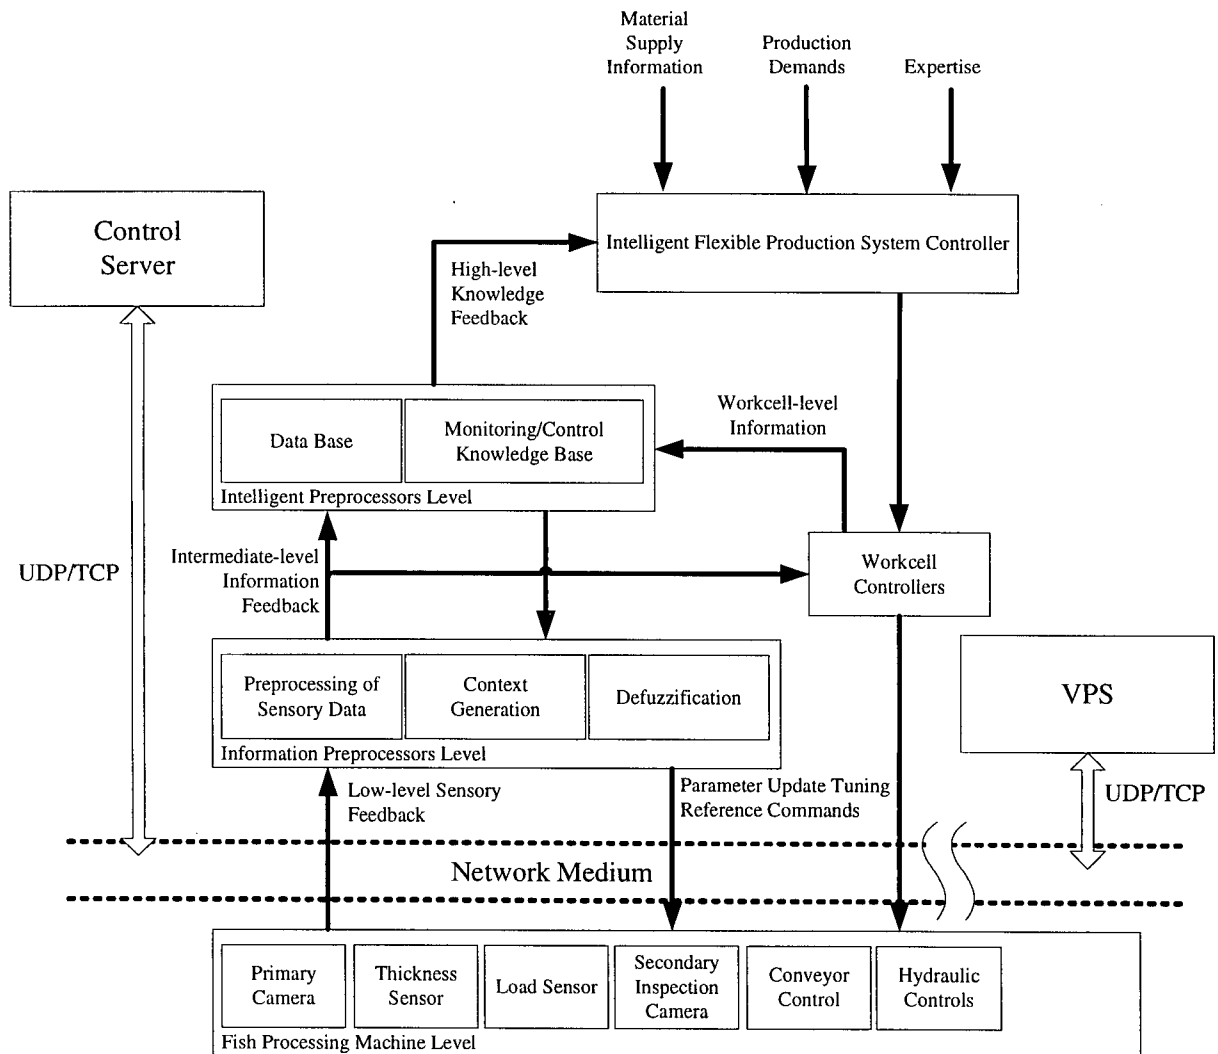 Material
Supply
Information
Production
Demands
Expertise
Control
Server
Intelligent Flexible Production System Controller
High-level
Knowledge
Feedback
Data Base
Monitoring/Control
Knowledge Base
Intelligent Preprocessors Level
Workcell-level
Information
UDP/TCP
Intermediate-level
Information
Feedback
Workcell
Controllers
Preprocessing of
Sensory Data
Context
Generation
Defuzzification
Information Preprocessors Level
VPS
Low-level Sensory
Feedback
Parameter Update Tuning
Reference Commands
UDP/TCP
Network Medium
Primary
Camera
Thickness
Sensor
Load Sensor
Secondary
Inspection
Camera
Conveyor
Control
Hydraulic
Controls
Fish Processing Machine Level